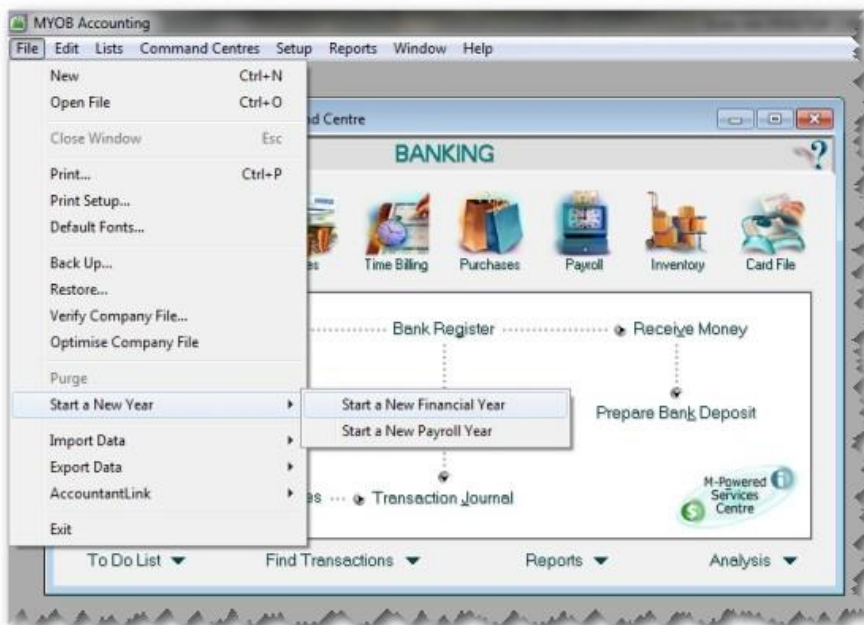 MYOB Accounting
File Edit Lists Command Centres Setup Reports Window Help
New Ctrl+N
Open File Ctrl+O
Close Window Esc
Print... Ctrl+P
Print Setup...
Default Fonts...
Back Up...
Restore...
Verify Company File...
Optimise Company File
Purge
Start a New Year
Import Data
Export Data
AccountantLink
Exit
Start a New Financial Year
Start a New Payroll Year
nd Centre
BANKING
es Time Billing Purchases Payroll Inventory Card File
Bank Register Receive Money
Prepare Bank Deposit
es Transaction Journal
M-Powered
Services
Centre
To Do List Find Transactions Reports Analysis